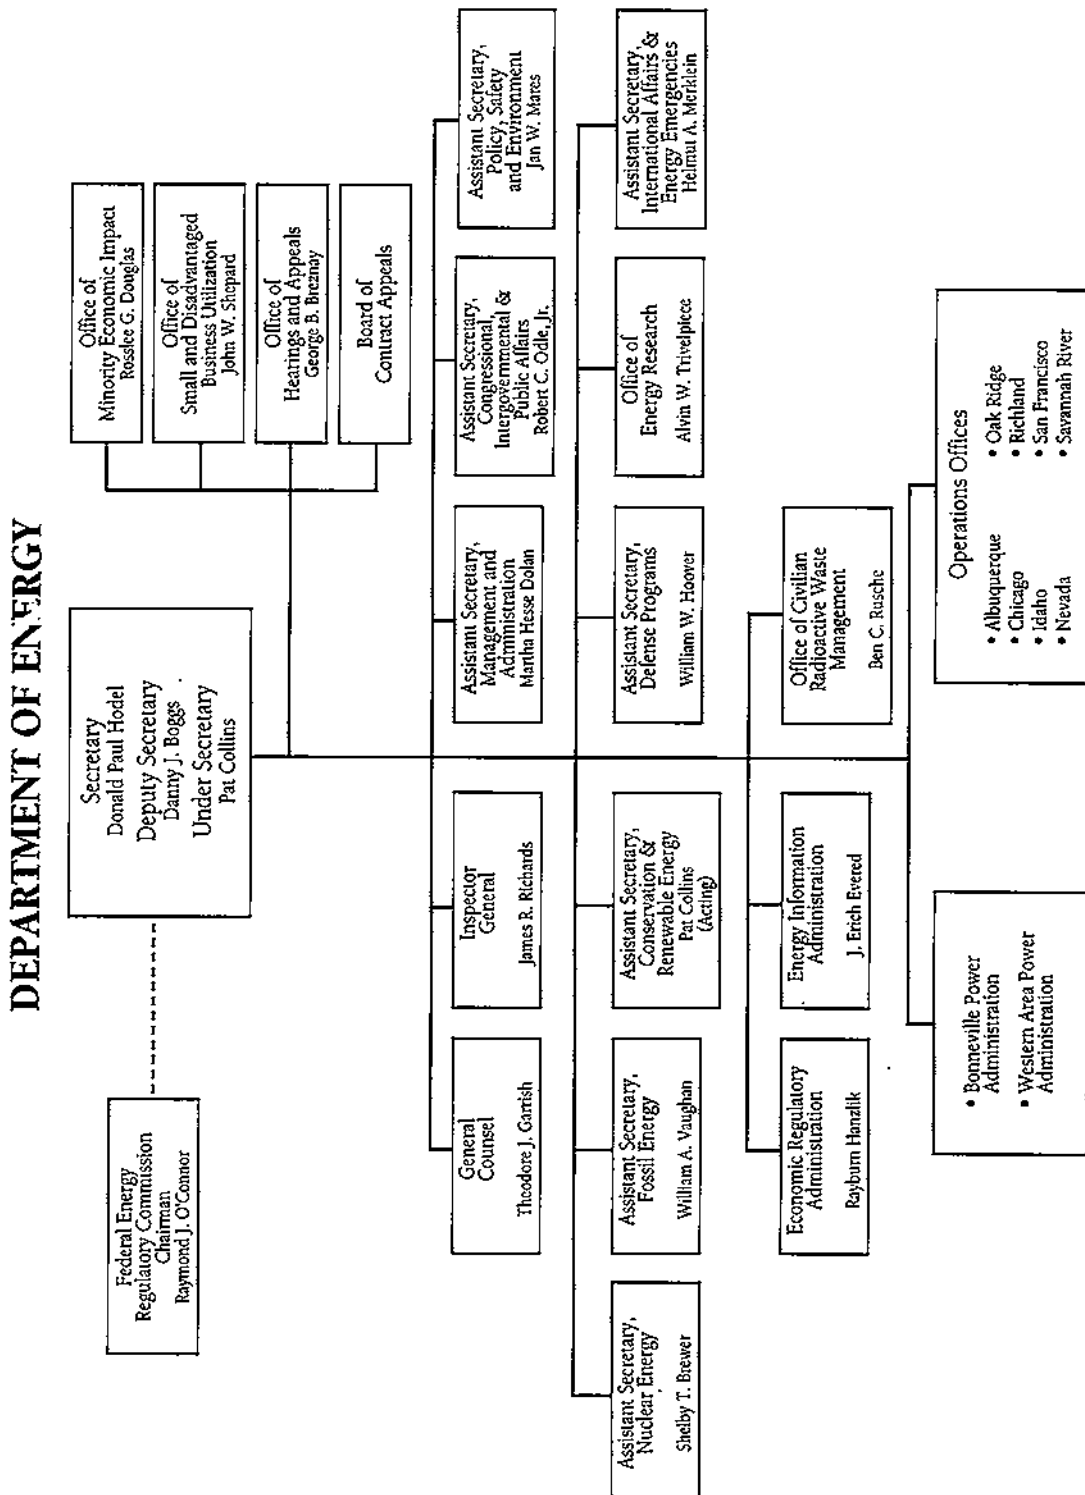 DEPARTMENT OF ENERGY
Federal Energy
Regulatory Commission
Chairman
Raymond J. O'Connor
Secretary
Donald Paul Hodel
Deputy Secretary
Danny J. Boggs
Under Secretary
Pat Collins
Office of
Minority Economic Impact
Rosslee G. Douglas
Office of
Small and Disadvantaged
Business Utilization
John W. Shepard
Office of
Hearings and Appeals
George B. Breznay
Board of
Contract Appeals
General
Counsel
Theodore J. Garrish
Inspector
General
James R. Richards
Assistant Secretary,
Management and
Administration
Martha Hesse Dolan
Assistant Secretary,
Congressional,
Intergovernmental &
Public Affairs
Robert C. Odle, Jr.
Assistant Secretary,
Policy, Safety
and Environment
Jan W. Mares
Assistant Secretary,
Nuclear Energy
Shelby T. Brewer
Assistant Secretary,
Fossil Energy
William A. Vaughan
Assistant Secretary,
Conservation &
Renewable Energy
Pat Collins
(Acting)
Assistant Secretary,
Defense Programs
William W. Hoover
Office of
Energy Research
Alvin W. Trivelpiece
Assistant Secretary,
International Affairs &
Energy Emergencies
Helmut A. Merklein
Economic Regulatory
Administration
Rayburn Hanzlik
Energy Information
Administration
J. Erich Evered
Office of Civilian
Radioactive Waste
Management
Ben C. Rusche
• Bonneville Power
Administration
• Western Area Power
Administration
Operations Offices
• Albuquerque
• Chicago
• Idaho
• Nevada
• Oak Ridge
• Richland
• San Francisco
• Savannah River